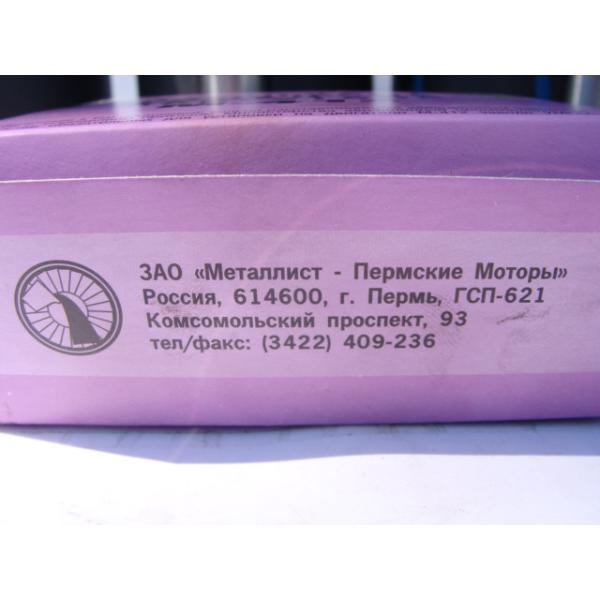 ЗАО «Металлист - Пермские Моторы»
Россия, 614600, г. Пермь, ГСП-621
Комсомольский проспект, 93
тел/факс: (3422) 409-236